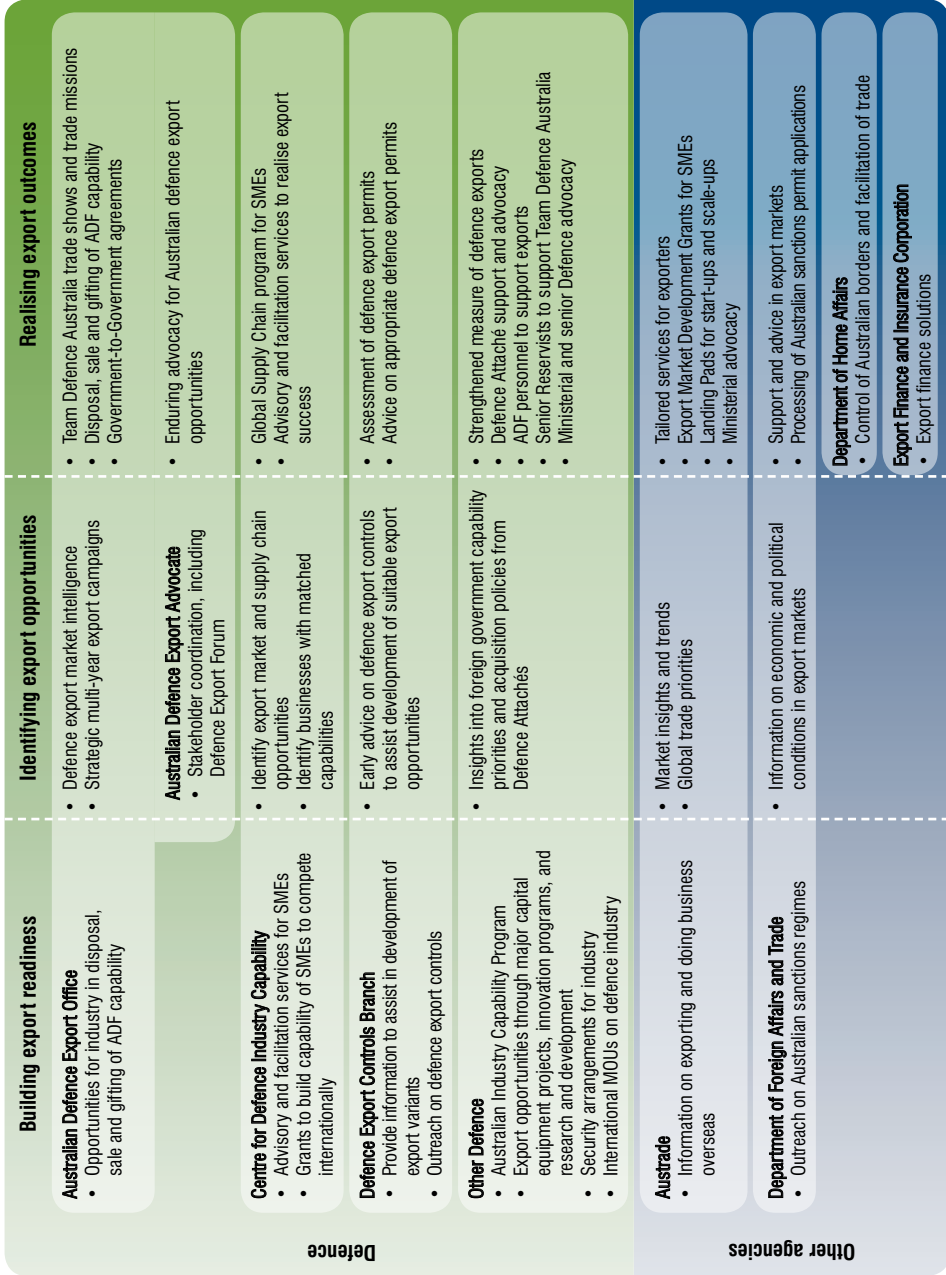 Building export readiness
Identifying export opportunities
Realising export outcomes
Defence
Australian Defence Export Office
• Opportunities for industry in disposal,
sale and gifting of ADF capability
• Defence export market intelligence
• Strategic multi-year export campaigns
• Team Defence Australia trade shows and trade missions
• Disposal, sale and gifting of ADF capability
• Government-to-Government agreements
Australian Defence Export Advocate
• Stakeholder coordination, including
Defence Export Forum
• Enduring advocacy for Australian defence export
opportunities
Centre for Defence Industry Capability
• Advisory and facilitation services for SMEs
• Grants to build capability of SMEs to compete
internationally
• Identify export market and supply chain
opportunities
• Identify businesses with matched
capabilities
• Global Supply Chain program for SMEs
• Advisory and facilitation services to realise export
success
Defence Export Controls Branch
• Provide information to assist in development of
export variants
• Outreach on defence export controls
• Early advice on defence export controls
to assist development of suitable export
opportunities
• Assessment of defence export permits
• Advice on appropriate defence export permits
Other Defence
• Australian Industry Capability Program
• Export opportunities through major capital
equipment projects, innovation programs, and
research and development
• Security arrangements for industry
• International MOUs on defence industry
• Insights into foreign government capability
priorities and acquisition policies from
Defence Attachés
• Strengthened measure of defence exports
• Defence Attaché support and advocacy
• ADF personnel to support exports
• Senior Reservists to support Team Defence Australia
• Ministerial and senior Defence advocacy
Other agencies
Austrade
• Information on exporting and doing business
overseas
• Market insights and trends
• Global trade priorities
• Tailored services for exporters
• Export Market Development Grants for SMEs
• Landing Pads for start-ups and scale-ups
• Ministerial advocacy
Department of Foreign Affairs and Trade
• Outreach on Australian sanctions regimes
• Information on economic and political
conditions in export markets
• Support and advice in export markets
• Processing of Australian sanctions permit applications
Department of Home Affairs
• Control of Australian borders and facilitation of trade
Export Finance and Insurance Corporation
• Export finance solutions